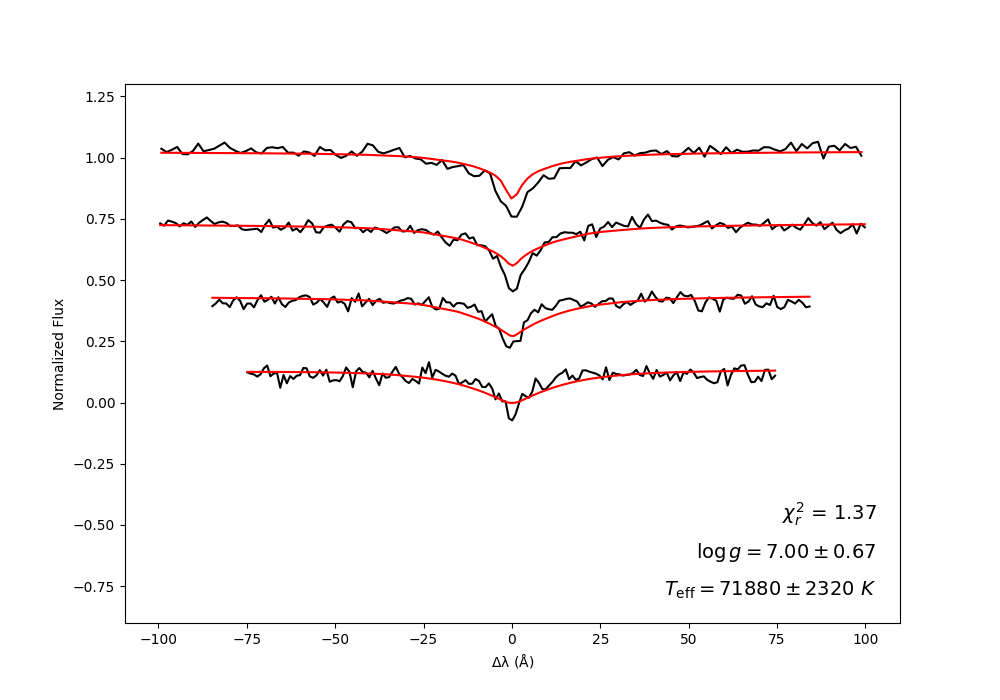 1.25
1.00
0.75
0.50
0.25
0.00
−0.25
−0.50
−0.75
Normalized Flux
χ²ᵣ = 1.37
log g = 7.00 ± 0.67
T_eff = 71880 ± 2320 K
−100 −75 −50 −25 0 25 50 75 100
Δλ (Å)